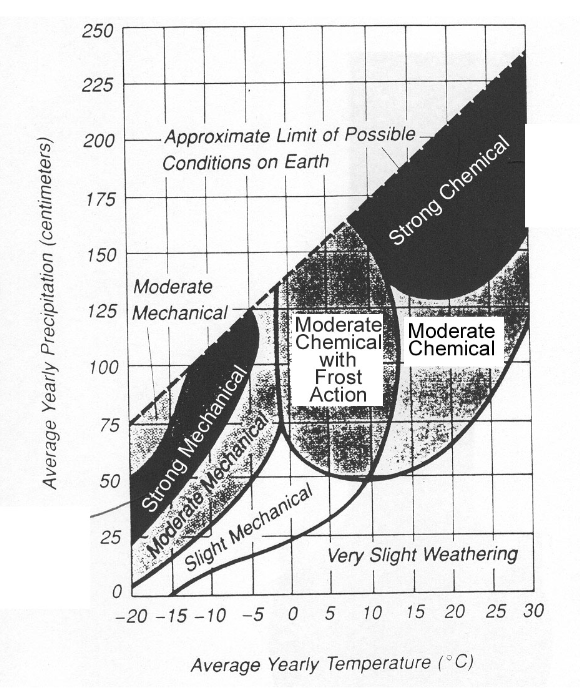 250
225
200
175
150
125
100
75
50
25
0
Average Yearly Precipitation (centimeters)
Approximate Limit of Possible
Conditions on Earth
Strong Chemical
Moderate
Mechanical
Moderate
Chemical
with
Frost
Action
Moderate
Chemical
Strong Mechanical
Moderate Mechanical
Slight Mechanical
Very Slight Weathering
-20 -15 -10 -5 0 5 10 15 20 25 30
Average Yearly Temperature (°C)